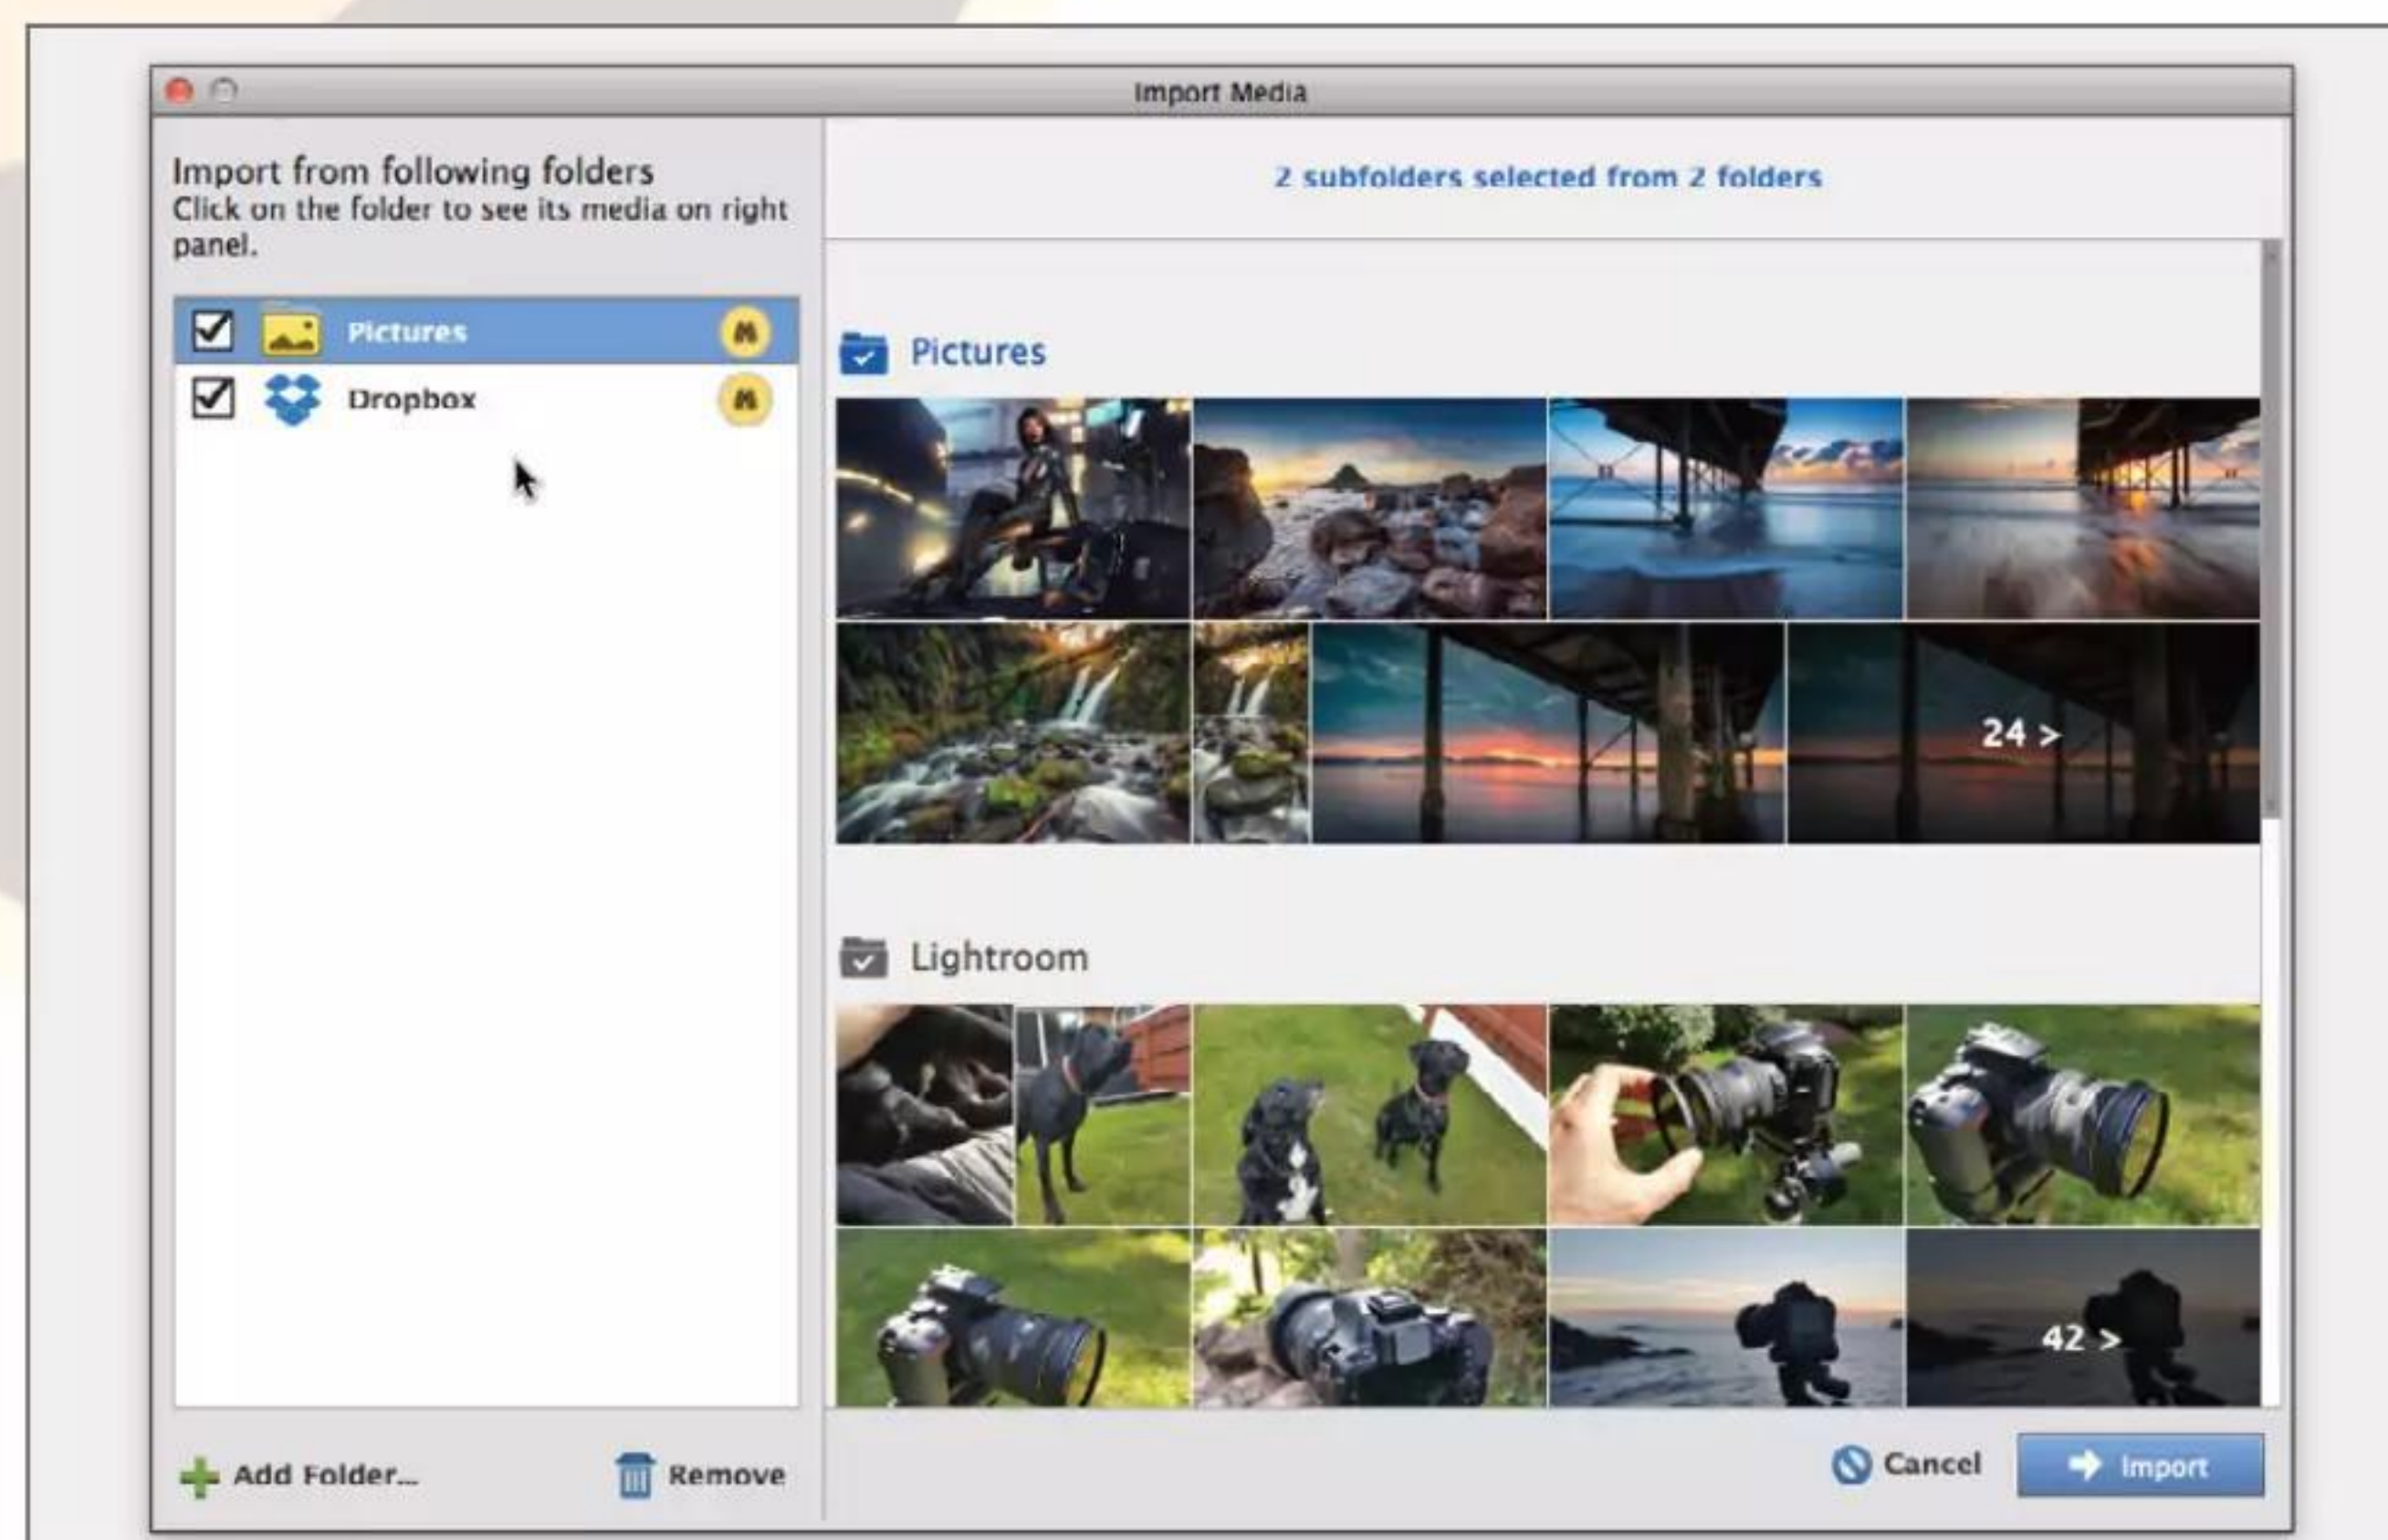 Import Media
Import from following folders
Click on the folder to see its media on right
panel.
Pictures
Dropbox
Add Folder...
Remove
2 subfolders selected from 2 folders
Pictures
24 >
Lightroom
42 >
Cancel
Import